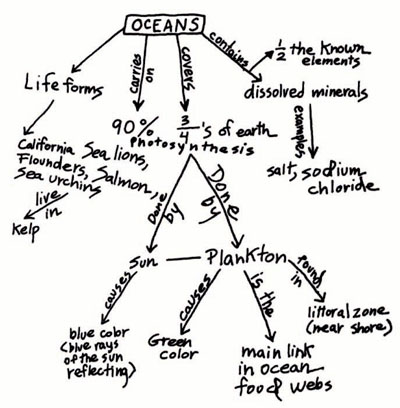 OCEANS
contains
carries
on
covers
1/2 the known
elements
Life forms
dissolved minerals
90% 3/4's of earth
photosynthesis
examples
California Sea lions,
Flounders, Salmon,
Sea urchins
live
in
Kelp
salt, sodium
chloride
Done
by
Done
by
Sun
Plankton
found
in
causes
causes
is the
littoral zone
(near shore)
blue color
(blue rays
of the sun
reflecting)
Green
color
main link
in ocean
food webs